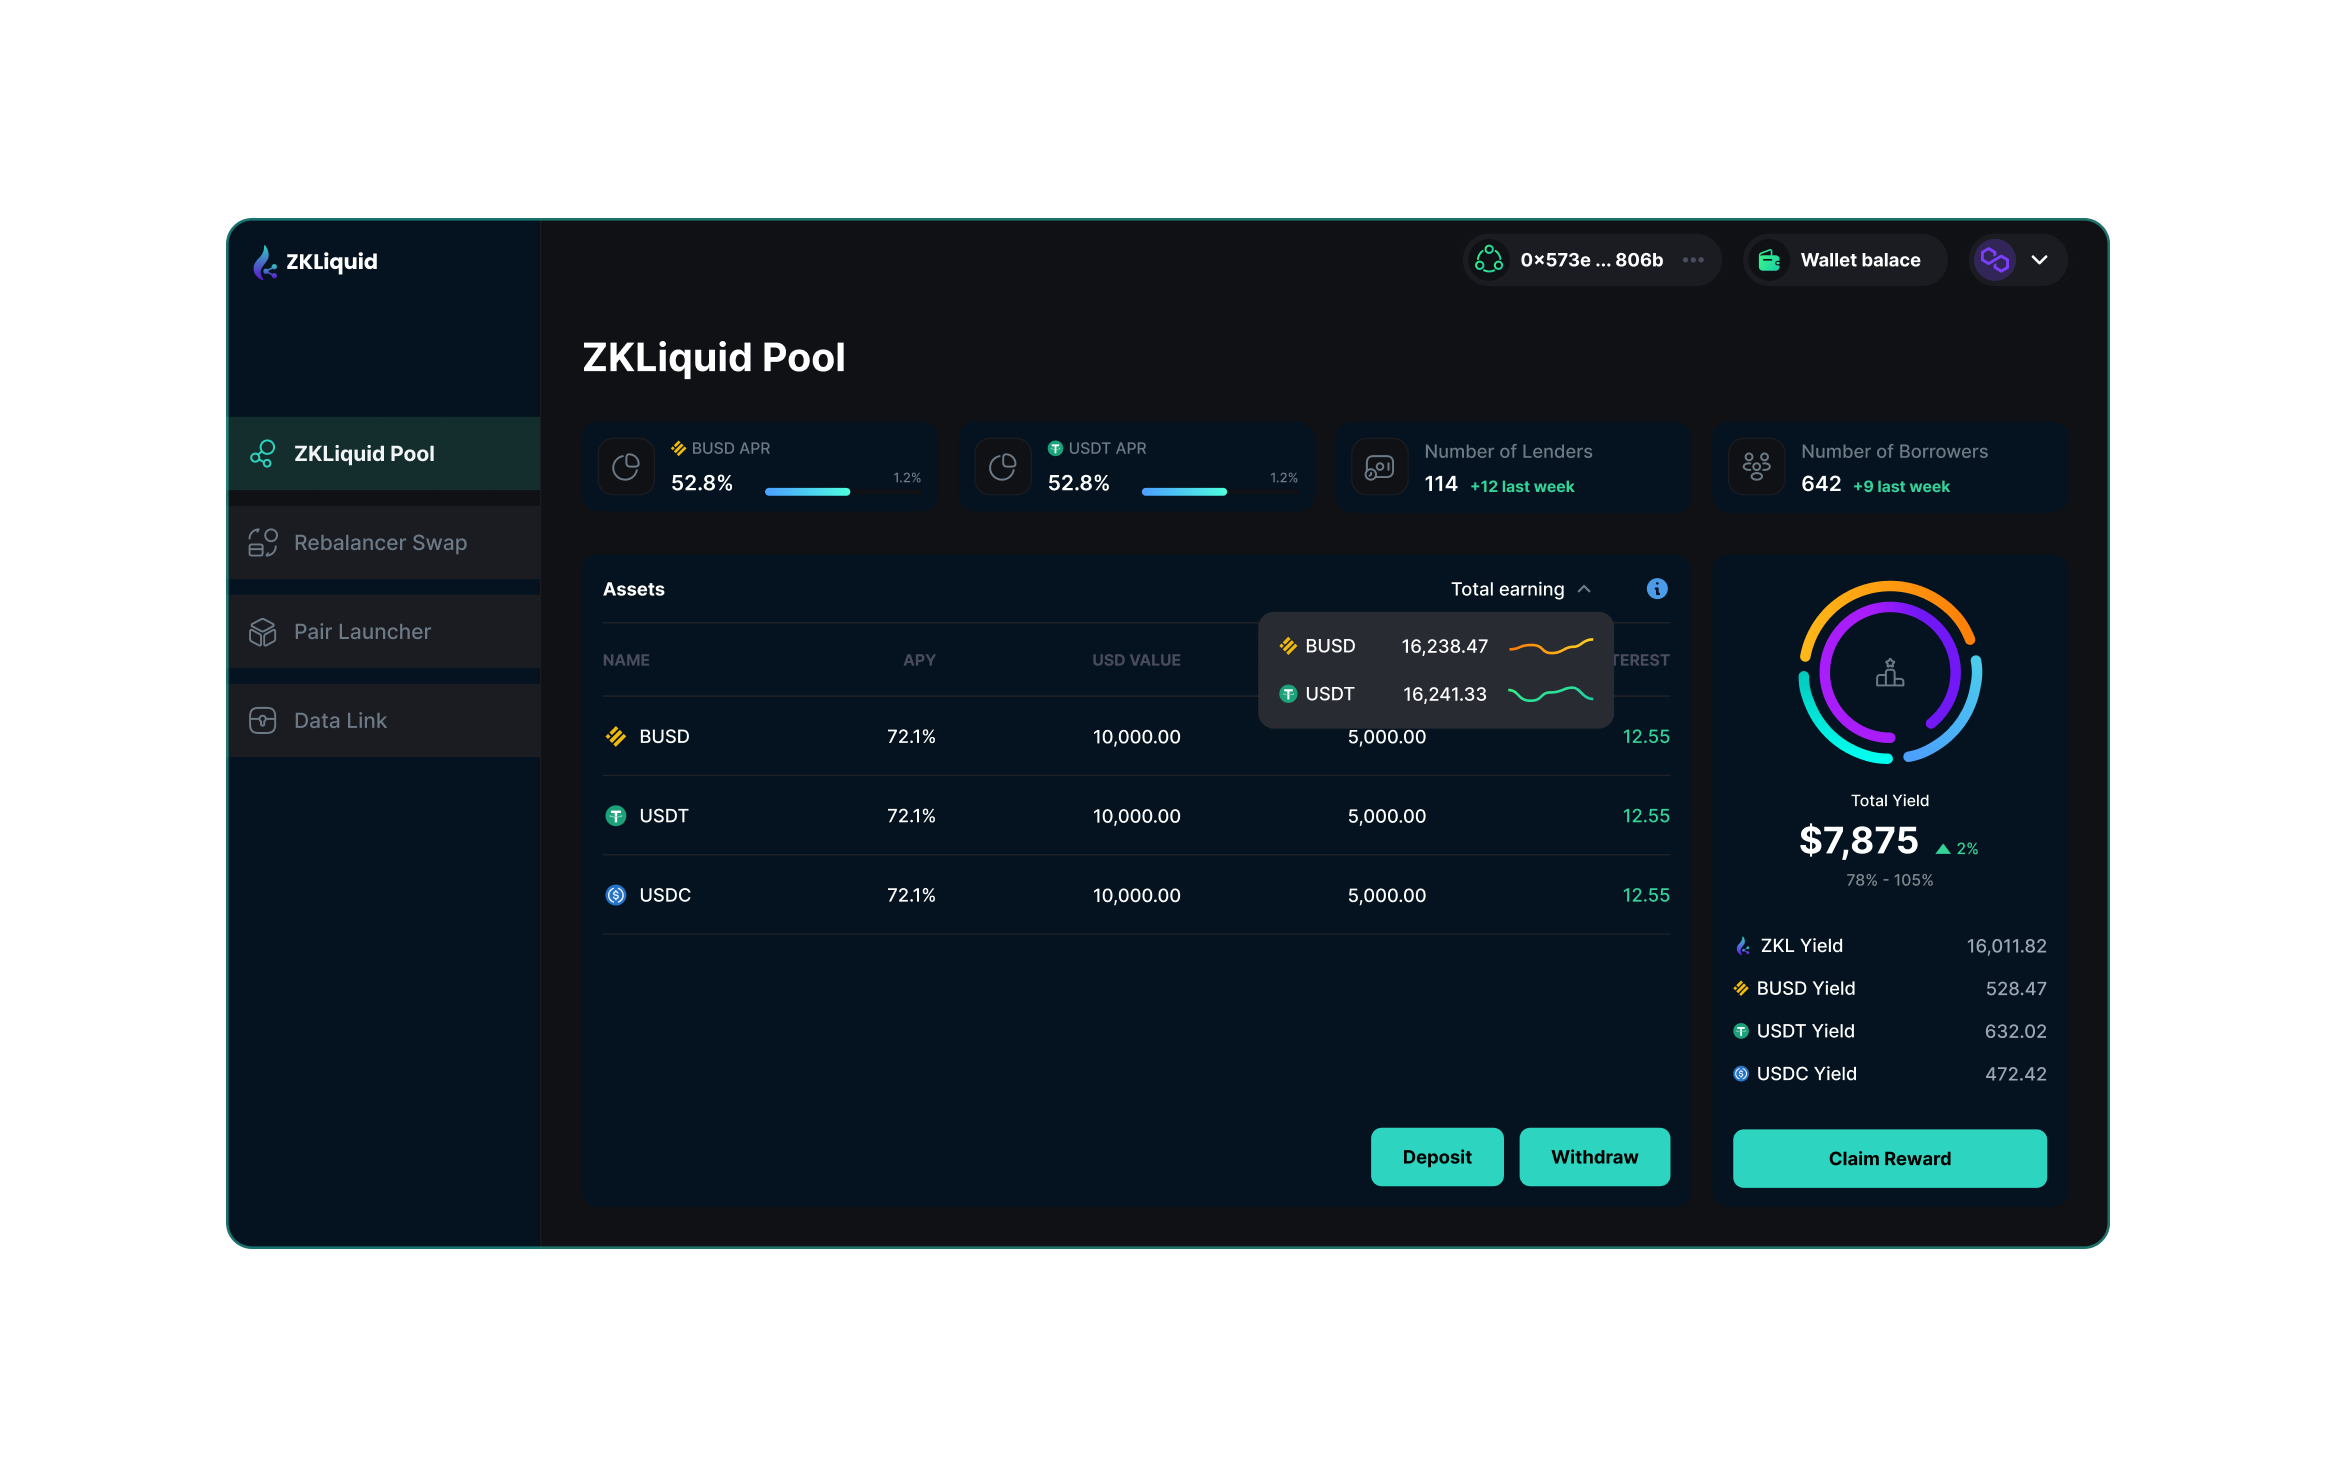 ZKLiquid
0x573e ... 806b
Wallet balace
ZKLiquid Pool
ZKLiquid Pool
Rebalancer Swap
Pair Launcher
Data Link
BUSD APR
52.8%
1.2%
USDT APR
52.8%
1.2%
Number of Lenders
114 +12 last week
Number of Borrowers
642 +9 last week
Assets
Total earning
BUSD 16,238.47
USDT 16,241.33
NAME APY USD VALUE TEREST
BUSD 72.1% 10,000.00 5,000.00 12.55
USDT 72.1% 10,000.00 5,000.00 12.55
USDC 72.1% 10,000.00 5,000.00 12.55
Deposit
Withdraw
Total Yield
$7,875 2%
78% - 105%
ZKL Yield 16,011.82
BUSD Yield 528.47
USDT Yield 632.02
USDC Yield 472.42
Claim Reward